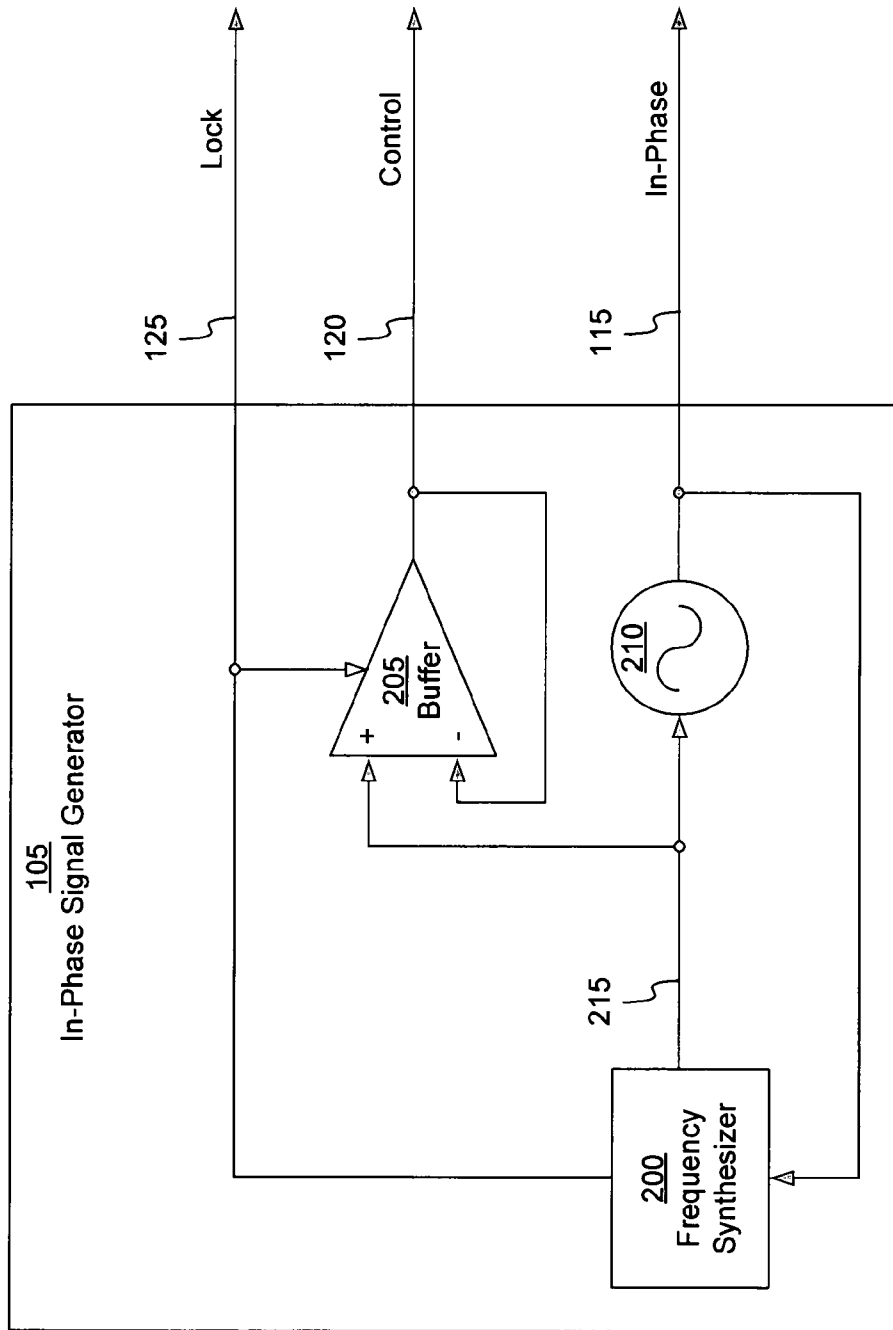 105
In-Phase Signal Generator
Lock
125
Control
120
205
Buffer
+
-
In-Phase
115
210
215
200
Frequency
Synthesizer